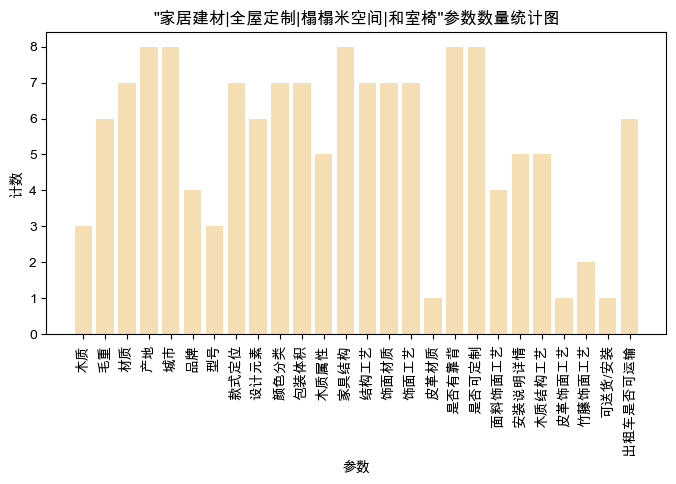 "家居建材|全屋定制|榻榻米空间|和室椅"参数数量统计图
计数
8
7
6
5
4
3
2
1
0
木质
毛重
材质
产地
城市
品牌
型号
款式定位
设计元素
颜色分类
包装体积
木质属性
家具结构
结构工艺
饰面材质
饰面工艺
皮革材质
是否有靠背
是否可定制
面料饰面工艺
安装说明详情
木质结构工艺
皮革饰面工艺
竹藤饰面工艺
可送货/安装
出租车是否可运输
参数